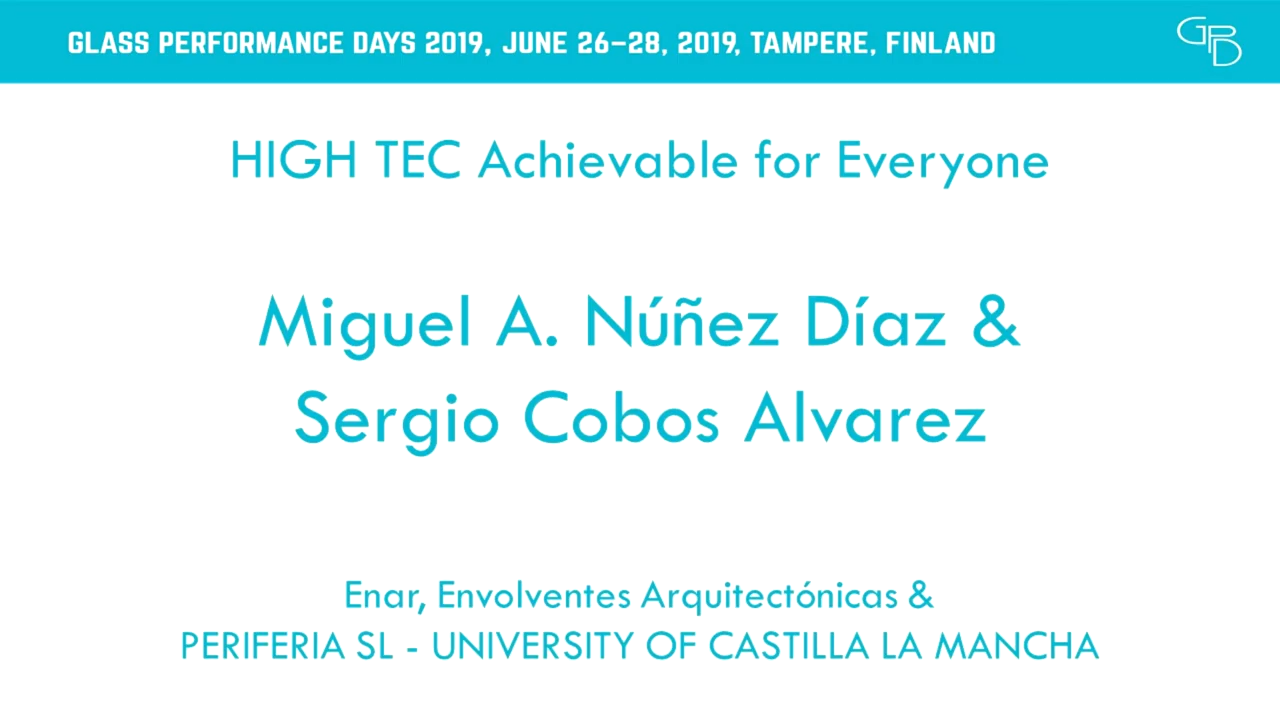 GLASS PERFORMANCE DAYS 2019, JUNE 26–28, 2019, TAMPERE, FINLAND
GPD
HIGH TEC Achievable for Everyone
Miguel A. Núñez Díaz &
Sergio Cobos Alvarez
Enar, Envolventes Arquitectónicas &
PERIFERIA SL - UNIVERSITY OF CASTILLA LA MANCHA